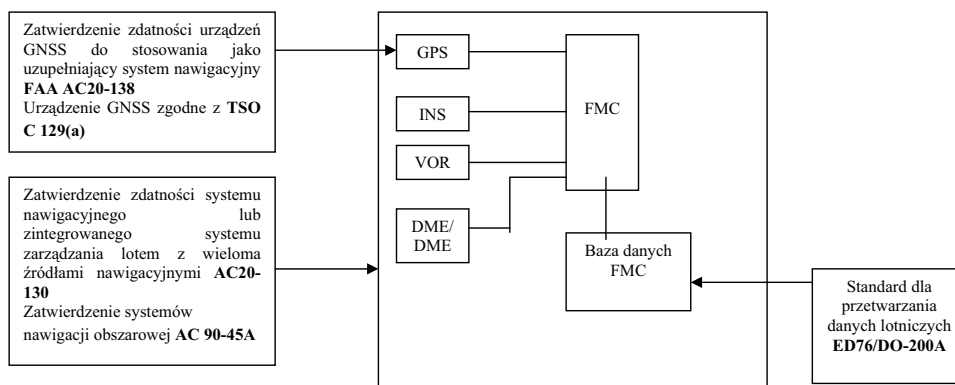 Zatwierdzenie zdatności urządzeń
GNSS do stosowania jako
uzupełniający system nawigacyjny
FAA AC20-138
Urządzenie GNSS zgodne z TSO
C 129(a)
Zatwierdzenie zdatności systemu
nawigacyjnego lub
zintegrowanego systemu
zarządzania lotem z wieloma
źródłami nawigacyjnymi AC20-
130
Zatwierdzenie systemów
nawigacji obszarowej AC 90-45A
GPS
INS
VOR
DME/
DME
FMC
Baza danych
FMC
Standard dla
przetwarzania
danych lotniczych
ED76/DO-200A